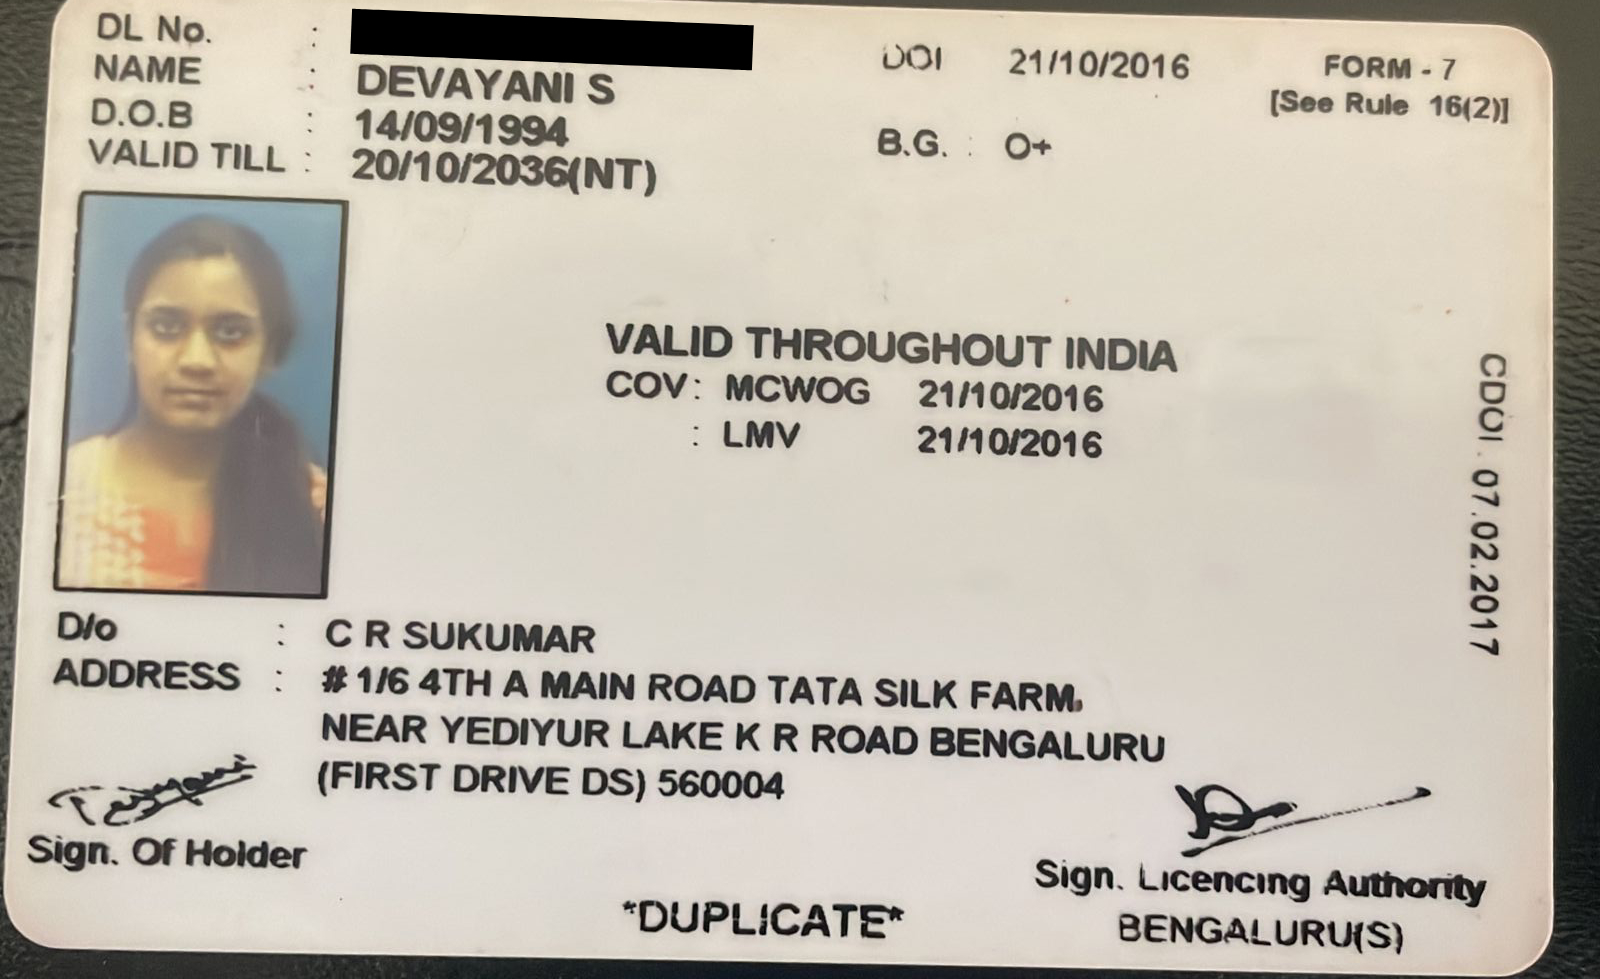 DL No. :
NAME : DEVAYANI S
D.O.B : 14/09/1994
VALID TILL : 20/10/2036(NT)
DOI 21/10/2016
B.G. : O+
FORM - 7
[See Rule 16(2)]
VALID THROUGHOUT INDIA
COV: MCWOG 21/10/2016
: LMV 21/10/2016
CDOI. 07.02.2017
D/o : C R SUKUMAR
ADDRESS : # 1/6 4TH A MAIN ROAD TATA SILK FARM,
NEAR YEDIYUR LAKE K R ROAD BENGALURU
(FIRST DRIVE DS) 560004
Sign. Of Holder
Sign. Licencing Authority
BENGALURU(S)
*DUPLICATE*